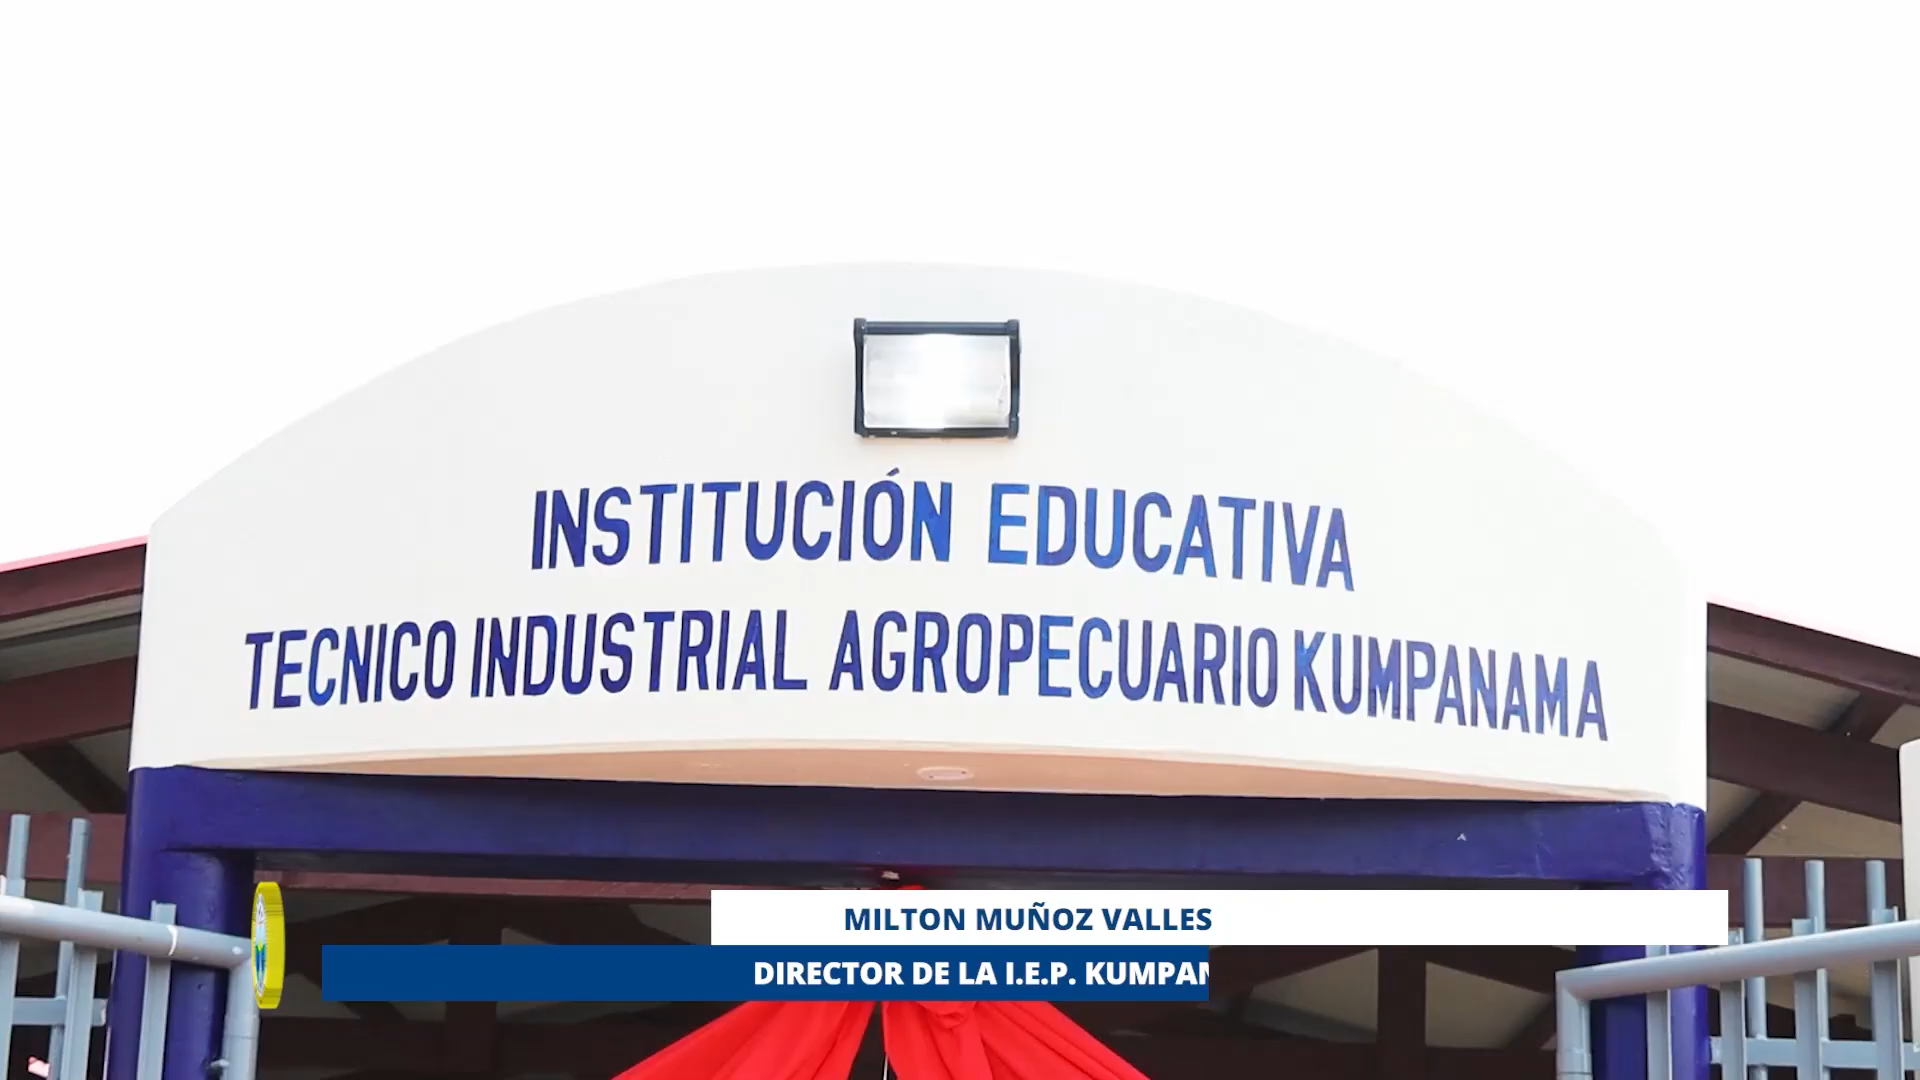 INSTITUCIÓN EDUCATIVA
TECNICO INDUSTRIAL AGROPECUARIO KUMPANAMA
MILTON MUÑOZ VALLES
DIRECTOR DE LA I.E.P. KUMPAN